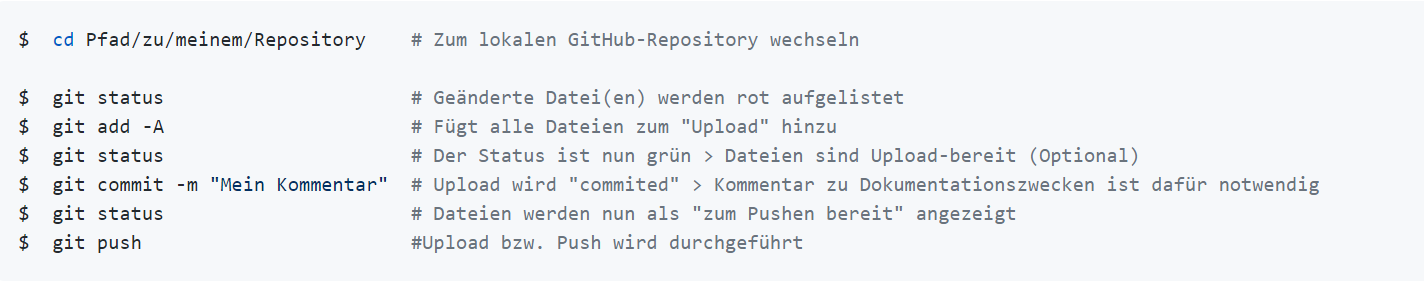 $ cd Pfad/zu/meinem/Repository # Zum lokalen GitHub-Repository wechseln
$ git status # Geänderte Datei(en) werden rot aufgelistet
$ git add -A # Fügt alle Dateien zum "Upload" hinzu
$ git status # Der Status ist nun grün > Dateien sind Upload-bereit (Optional)
$ git commit -m "Mein Kommentar" # Upload wird "commited" > Kommentar zu Dokumentationszwecken ist dafür notwendig
$ git status # Dateien werden nun als "zum Pushen bereit" angezeigt
$ git push #Upload bzw. Push wird durchgeführt